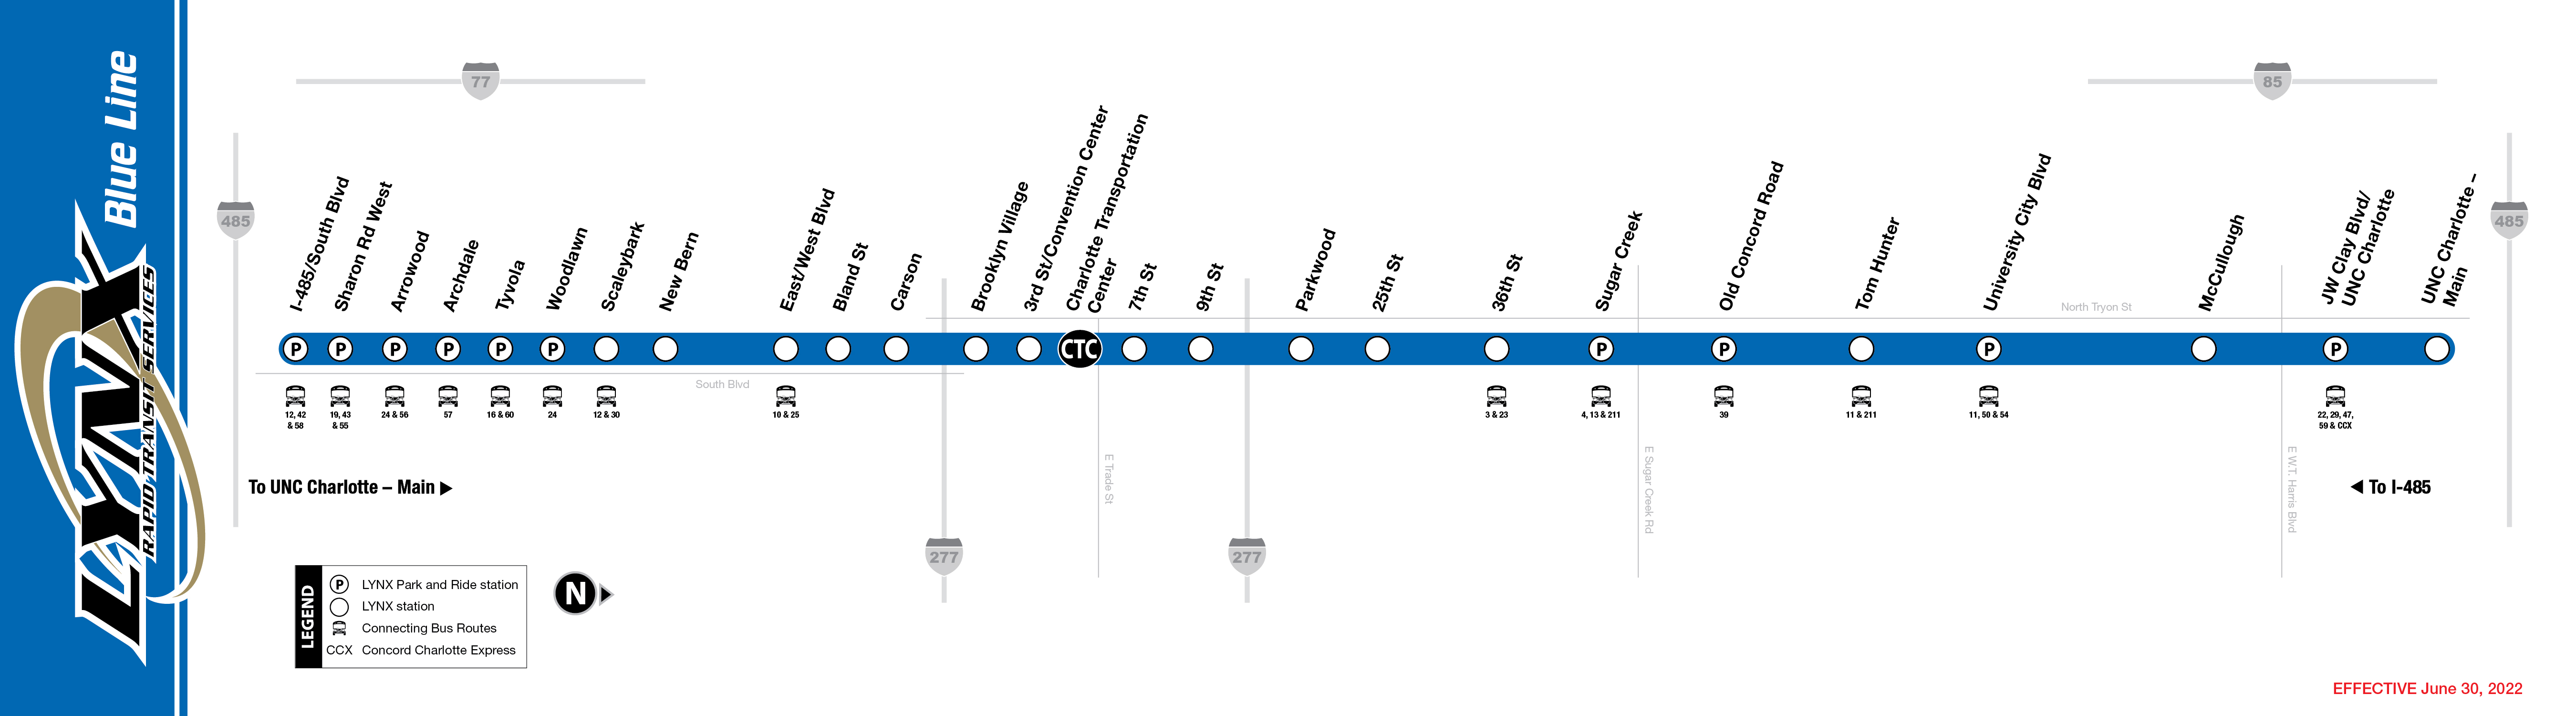 Blue Line
LYNX
RAPID TRANSIT SERVICES
77
85
485
485
I-485/South Blvd
Sharon Rd West
Arrowood
Archdale
Tyvola
Woodlawn
Scaleybark
New Bern
East/West Blvd
Bland St
Carson
Brooklyn Village
3rd St/Convention Center
Charlotte Transportation
Center
7th St
9th St
Parkwood
25th St
36th St
Sugar Creek
Old Concord Road
Tom Hunter
University City Blvd
McCullough
JW Clay Blvd/
UNC Charlotte
UNC Charlotte –
Main
North Tryon St
P
P
P
P
P
P
CTC
P
P
P
P
South Blvd
12, 42
& 58
19, 43
& 55
24 & 56
57
16 & 60
24
12 & 30
10 & 25
3 & 23
4, 13 & 211
39
11 & 211
11, 50 & 54
22, 29, 47,
59 & CCX
E Trade St
E Sugar Creek Rd
E W.T. Harris Blvd
To UNC Charlotte – Main
To I-485
277
277
LEGEND
P LYNX Park and Ride station
LYNX station
Connecting Bus Routes
CCX Concord Charlotte Express
N
EFFECTIVE June 30, 2022